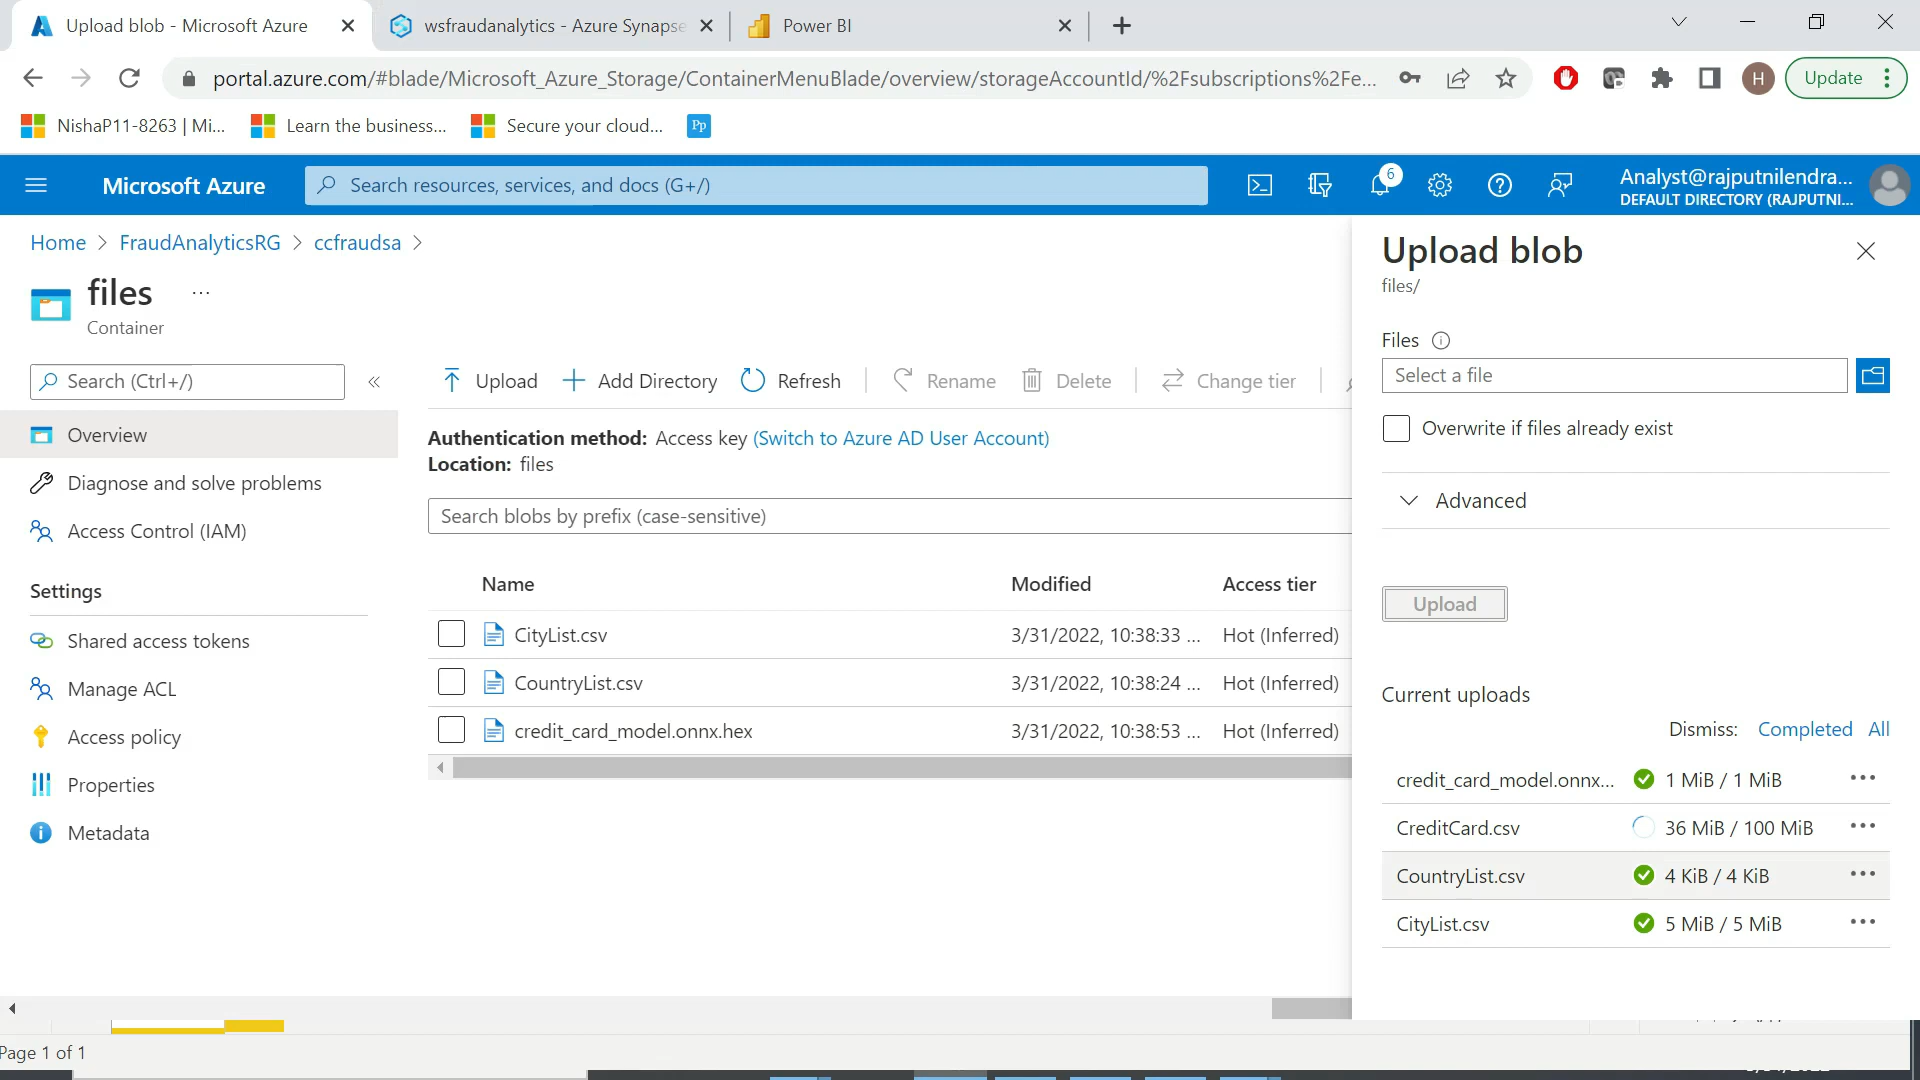 Upload blob - Microsoft Azure
wsfraudanalytics - Azure Synapse
Power BI
portal.azure.com/#blade/Microsoft_Azure_Storage/ContainerMenuBlade/overview/storageAccountId/%2Fsubscriptions%2Fe...
H
Update
NishaP11-8263 | Mi...
Learn the business...
Secure your cloud...
Pp
Microsoft Azure
Search resources, services, and docs (G+/)
6
Analyst@rajputnilendra...
DEFAULT DIRECTORY (RAJPUTNI...
Home > FraudAnalyticsRG > ccfraudsa >
files ...
Container
Search (Ctrl+/)
«
Overview
Diagnose and solve problems
Access Control (IAM)
Settings
Shared access tokens
Manage ACL
Access policy
Properties
Metadata
Upload
Add Directory
Refresh
Rename
Delete
Change tier
Authentication method: Access key (Switch to Azure AD User Account)
Location: files
Search blobs by prefix (case-sensitive)
Name Modified Access tier
CityList.csv 3/31/2022, 10:38:33 ... Hot (Inferred)
CountryList.csv 3/31/2022, 10:38:24 ... Hot (Inferred)
credit_card_model.onnx.hex 3/31/2022, 10:38:53 ... Hot (Inferred)
Upload blob
files/
Files
Select a file
Overwrite if files already exist
Advanced
Upload
Current uploads
Dismiss: Completed All
credit_card_model.onnx... 1 MiB / 1 MiB ...
CreditCard.csv 36 MiB / 100 MiB ...
CountryList.csv 4 KiB / 4 KiB ...
CityList.csv 5 MiB / 5 MiB ...
Page 1 of 1